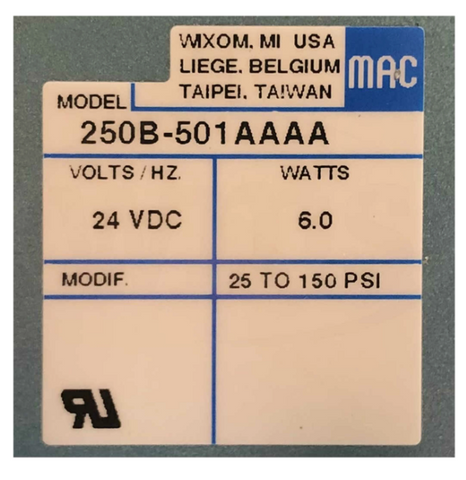 WIXOM, MI USA
LIEGE, BELGIUM
TAIPEI, TAIWAN
MAC
MODEL
250B-501AAAA
VOLTS / HZ.
WATTS
24 VDC
6.0
MODIF.
25 TO 150 PSI
UR